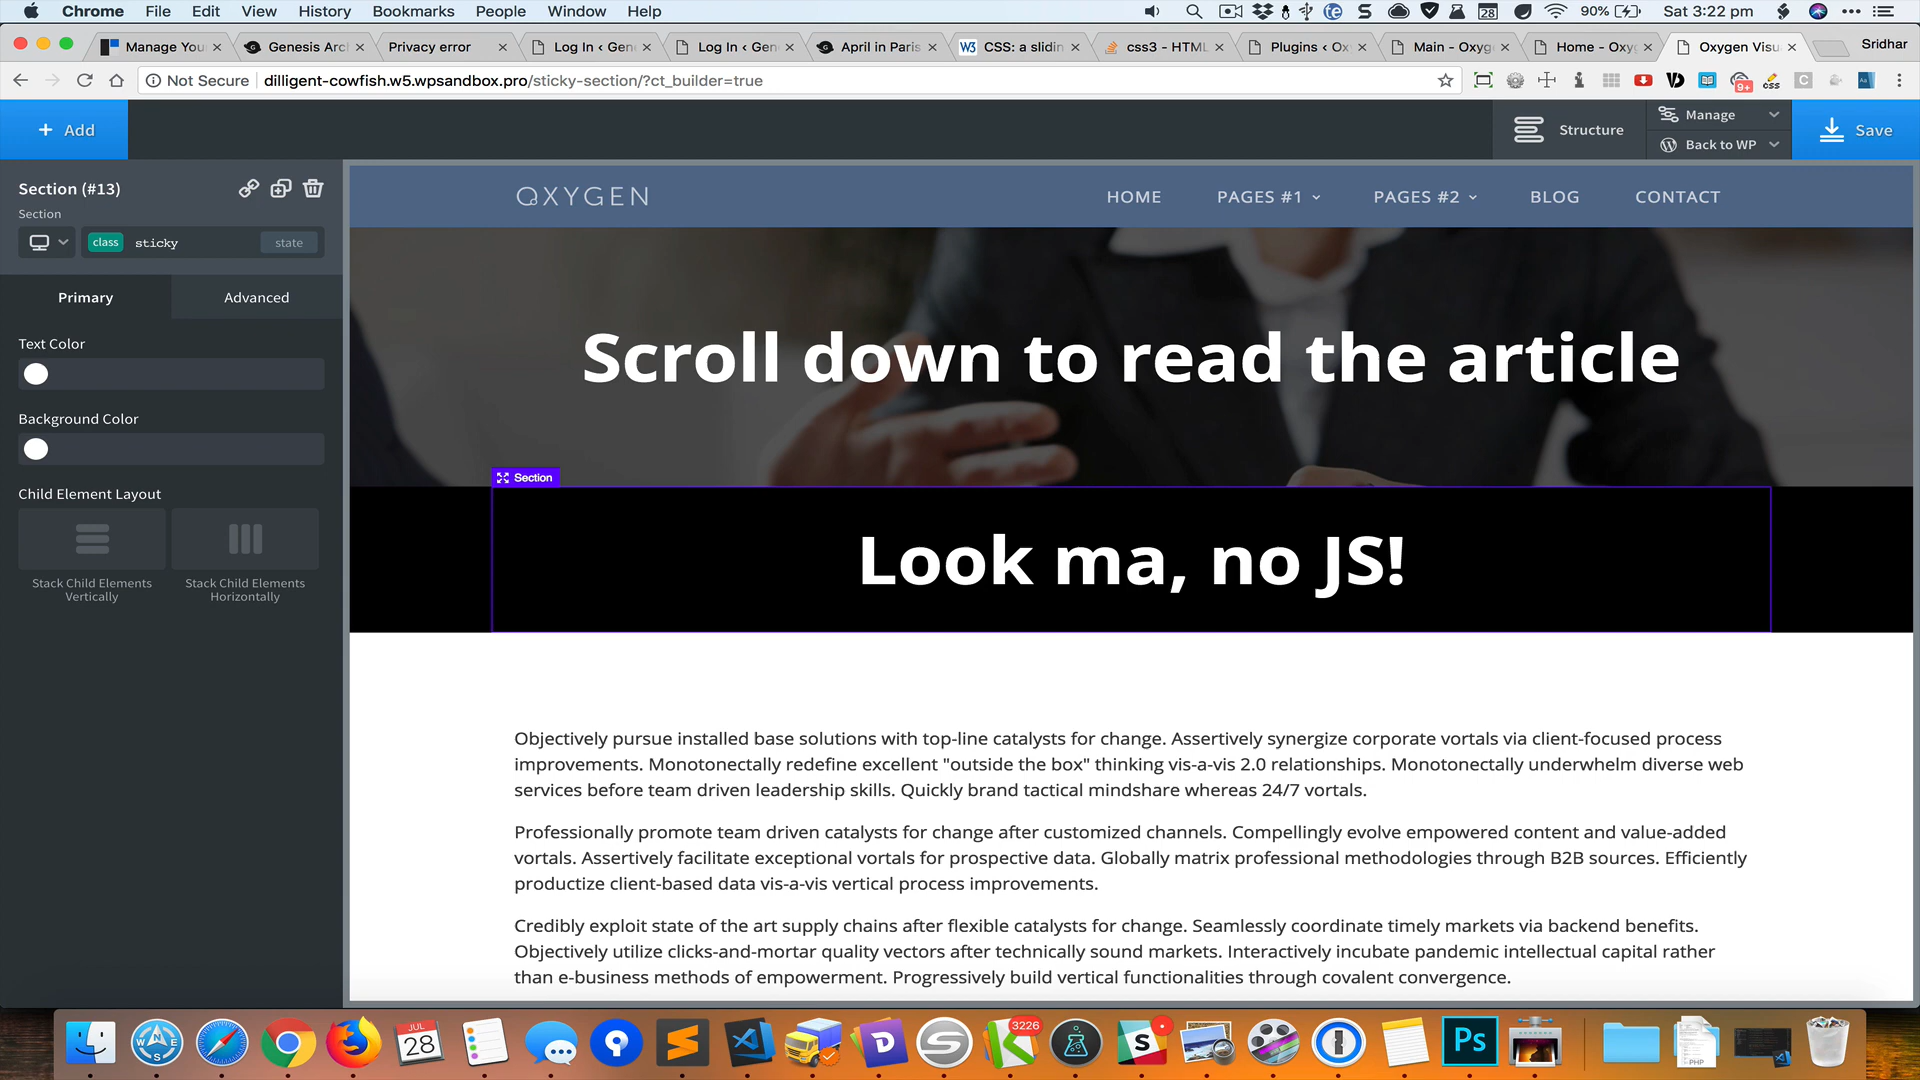 Chrome File Edit View History Bookmarks People Window Help 28 90% Sat 3:22 pm
Manage You Genesis Arc Privacy error Log In ‹ Gen Log In ‹ Gen April in Paris W3 CSS: a slidin css3 - HTML Plugins ‹ Ox Main - Oxyg Home - Oxyg Oxygen Visu Sridhar
Not Secure dilligent-cowfish.w5.wpsandbox.pro/sticky-section/?ct_builder=true 9+ css C
+ Add
Structure
Manage
Back to WP
Save
Section (#13)
Section
class sticky state
Primary Advanced
Text Color
Background Color
Child Element Layout
Stack Child Elements Vertically
Stack Child Elements Horizontally
OXYGEN HOME PAGES #1 PAGES #2 BLOG CONTACT
Scroll down to read the article
Section
Look ma, no JS!
Objectively pursue installed base solutions with top-line catalysts for change. Assertively synergize corporate vortals via client-focused process
improvements. Monotonectally redefine excellent "outside the box" thinking vis-a-vis 2.0 relationships. Monotonectally underwhelm diverse web
services before team driven leadership skills. Quickly brand tactical mindshare whereas 24/7 vortals.
Professionally promote team driven catalysts for change after customized channels. Compellingly evolve empowered content and value-added
vortals. Assertively facilitate exceptional vortals for prospective data. Globally matrix professional methodologies through B2B sources. Efficiently
productize client-based data vis-a-vis vertical process improvements.
Credibly exploit state of the art supply chains after flexible catalysts for change. Seamlessly coordinate timely markets via backend benefits.
Objectively utilize clicks-and-mortar quality vectors after technically sound markets. Interactively incubate pandemic intellectual capital rather
than e-business methods of empowerment. Progressively build vertical functionalities through covalent convergence.
JUL
28
3226
Ps
PHP